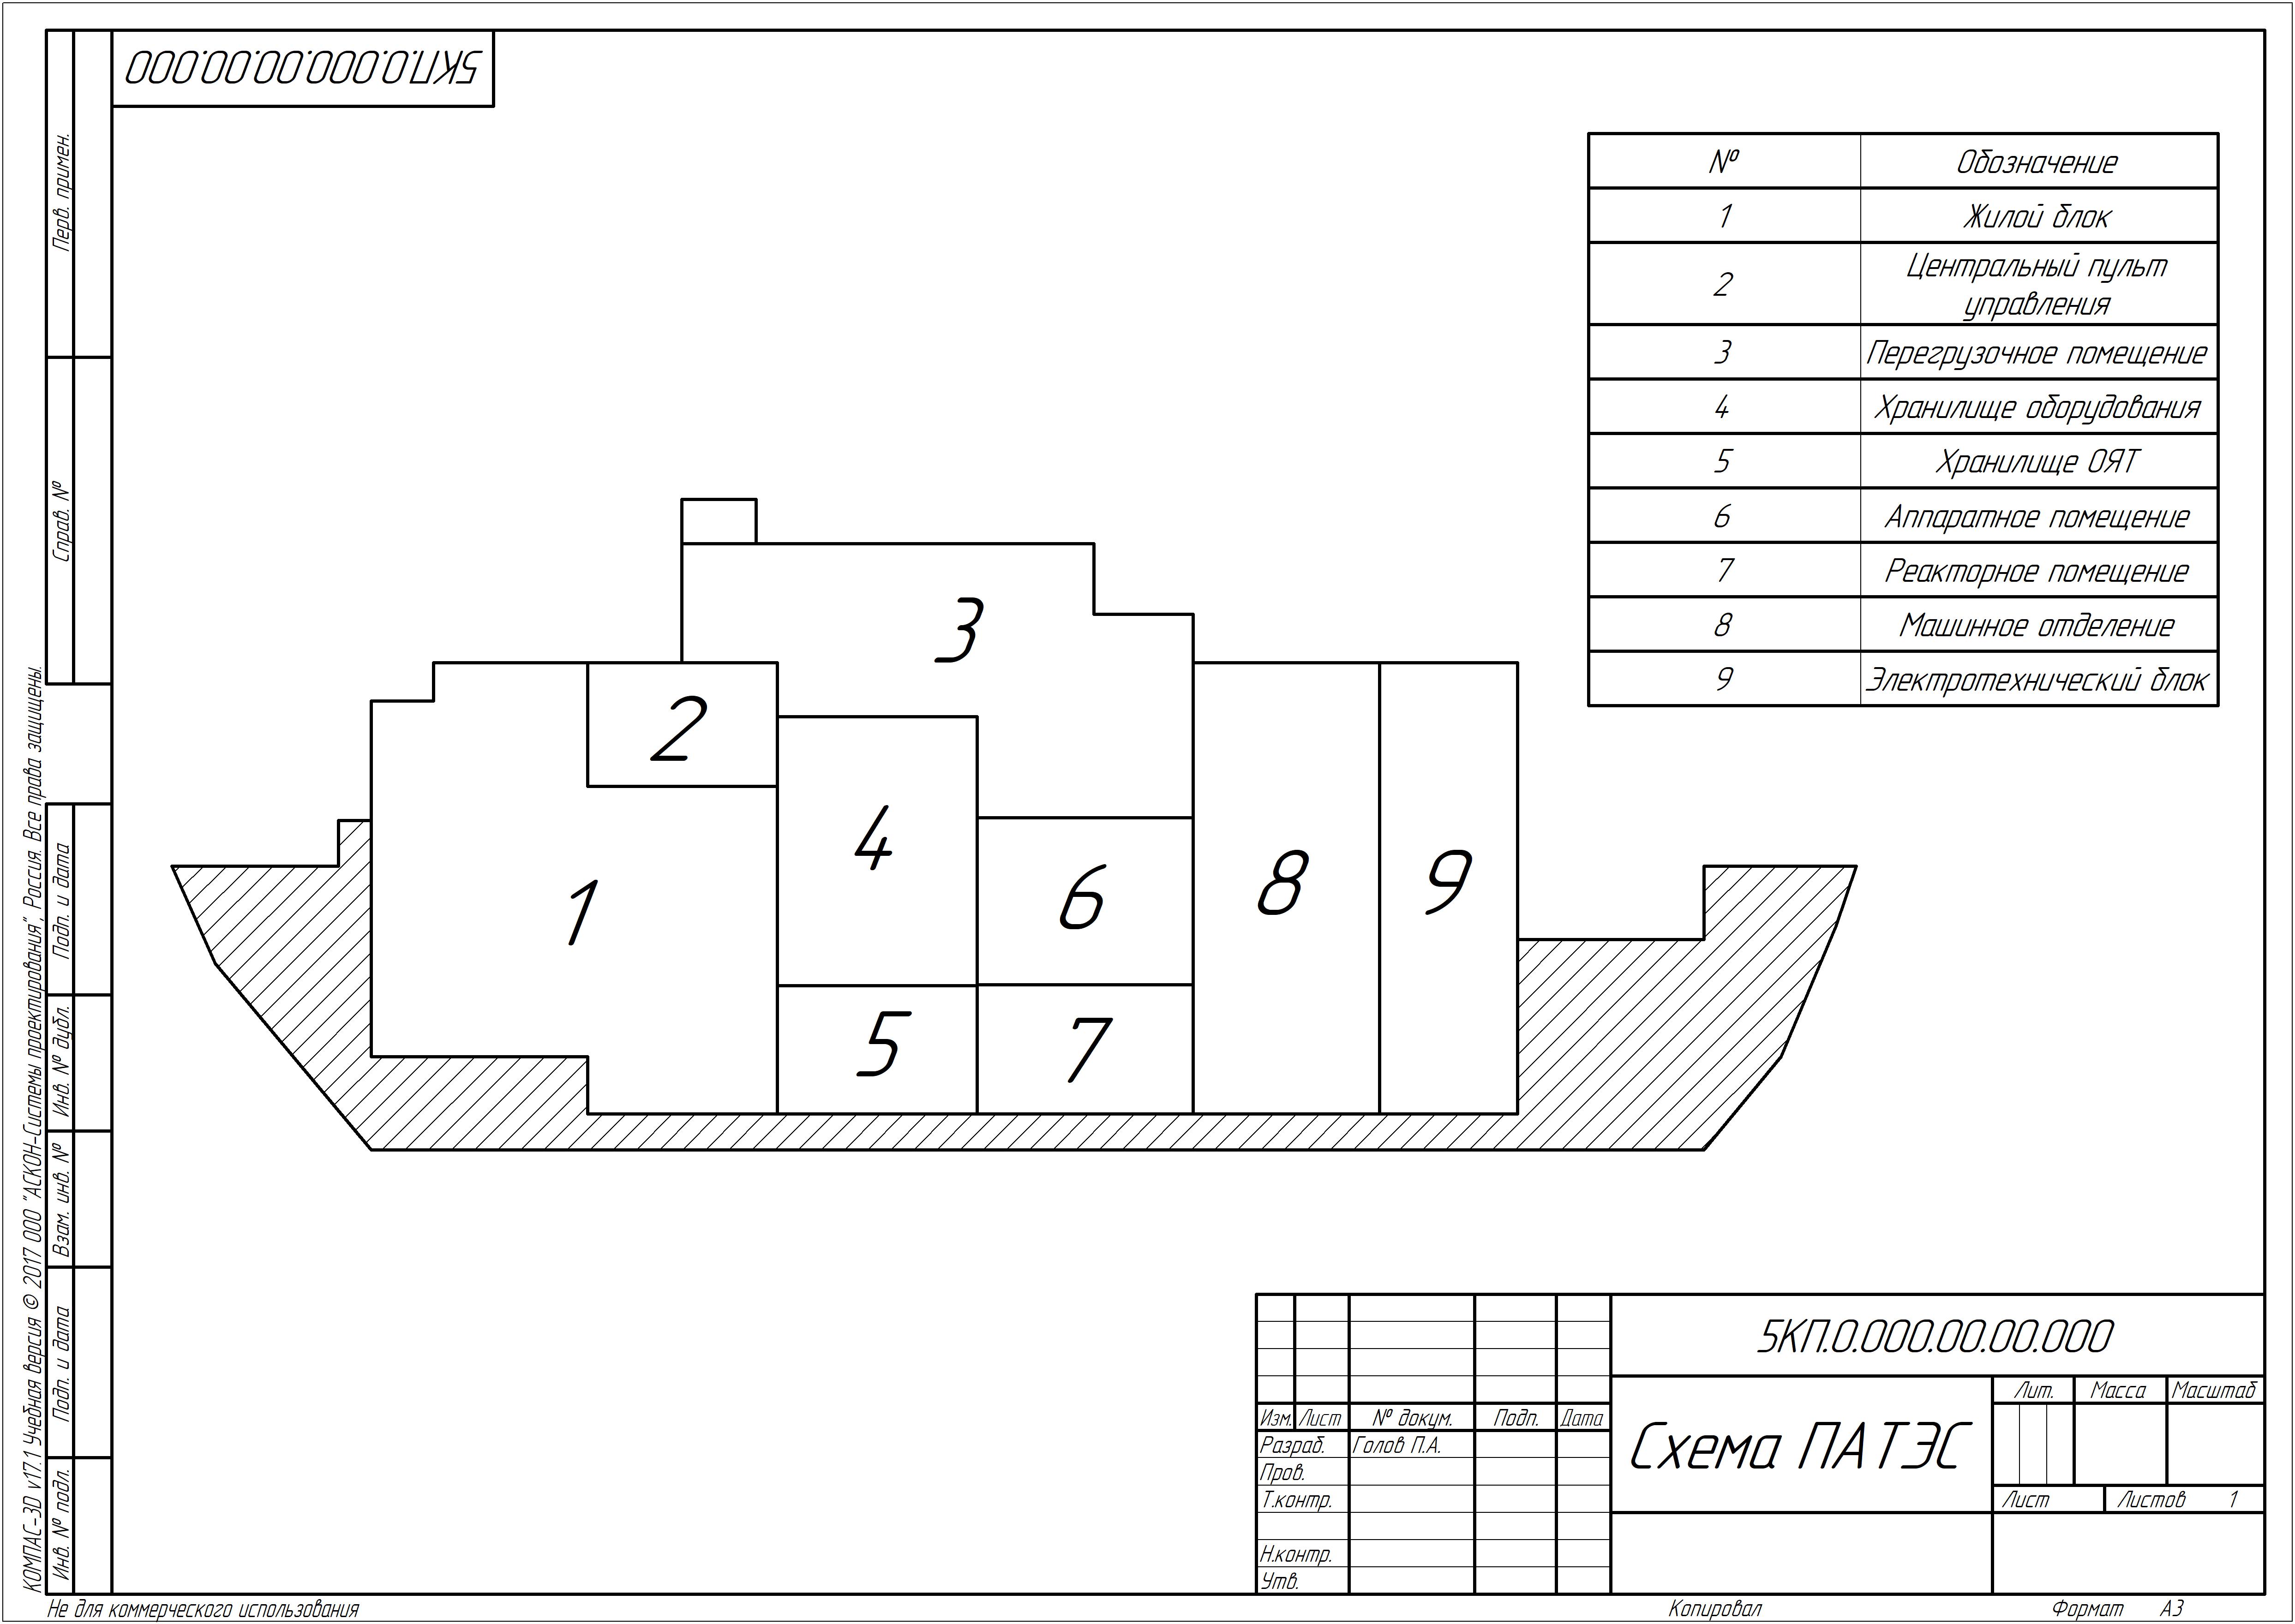 5КП.0.000.00.00.000
Перв. примен.
Справ. №
Подп. и дата
Инв. № дубл.
Взам. инв. №
Подп. и дата
Инв. № подл.
КОМПАС-3D v17.1 Учебная версия © 2017 ООО "АСКОН-Системы проектирования", Россия. Все права защищены.
№ Обозначение
1 Жилой блок
2 Центральный пульт
управления
3 Перегрузочное помещение
4 Хранилище оборудования
5 Хранилище ОЯТ
6 Аппаратное помещение
7 Реакторное помещение
8 Машинное отделение
9 Электротехнический блок
3
2
4
1
6
8
9
5
7
5КП.0.000.00.00.000
Схема ПАТЭС
Лит. Масса Масштаб
Изм. Лист № докум. Подп. Дата
Разраб. Голов П.А.
Пров.
Т.контр.
Лист Листов 1
Н.контр.
Утв.
Не для коммерческого использования
Копировал
Формат А3